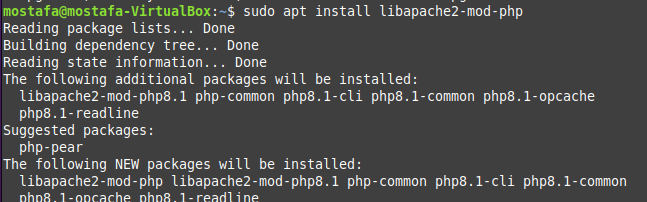 mostafa@mostafa-VirtualBox:~$ sudo apt install libapache2-mod-php
Reading package lists... Done
Building dependency tree... Done
Reading state information... Done
The following additional packages will be installed:
  libapache2-mod-php8.1 php-common php8.1-cli php8.1-common php8.1-opcache
  php8.1-readline
Suggested packages:
  php-pear
The following NEW packages will be installed:
  libapache2-mod-php libapache2-mod-php8.1 php-common php8.1-cli php8.1-common
  php8.1-opcache php8.1-readline